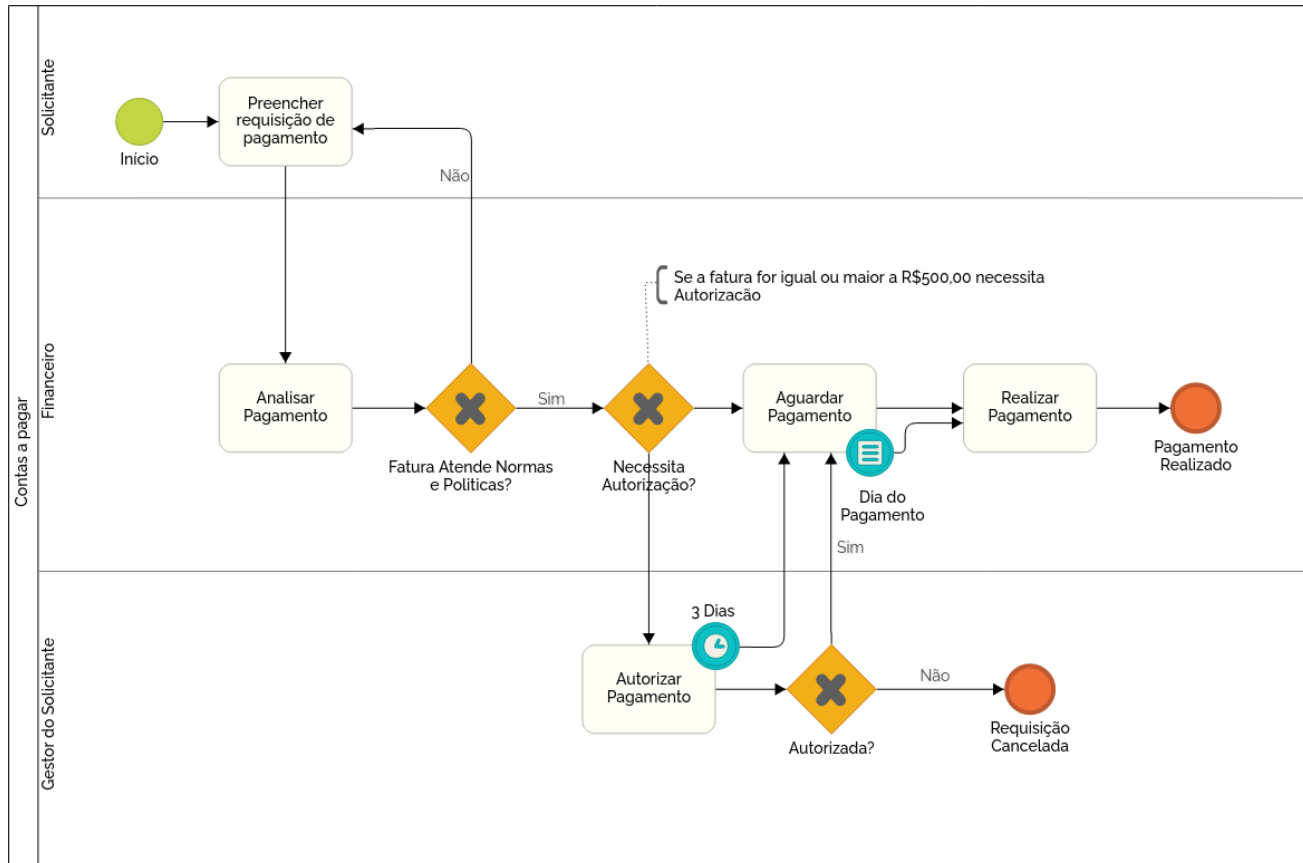 Contas a pagar
Solicitante
Início
Preencher
requisição de
pagamento
Não
Financeiro
Se a fatura for igual ou maior a R$500,00 necessita
Autorizacão
Analisar
Pagamento
Fatura Atende Normas
e Politicas?
Sim
Necessita
Autorização?
Aguardar
Pagamento
Dia do
Pagamento
Realizar
Pagamento
Pagamento
Realizado
Sim
Gestor do Solicitante
3 Dias
Autorizar
Pagamento
Autorizada?
Não
Requisição
Cancelada